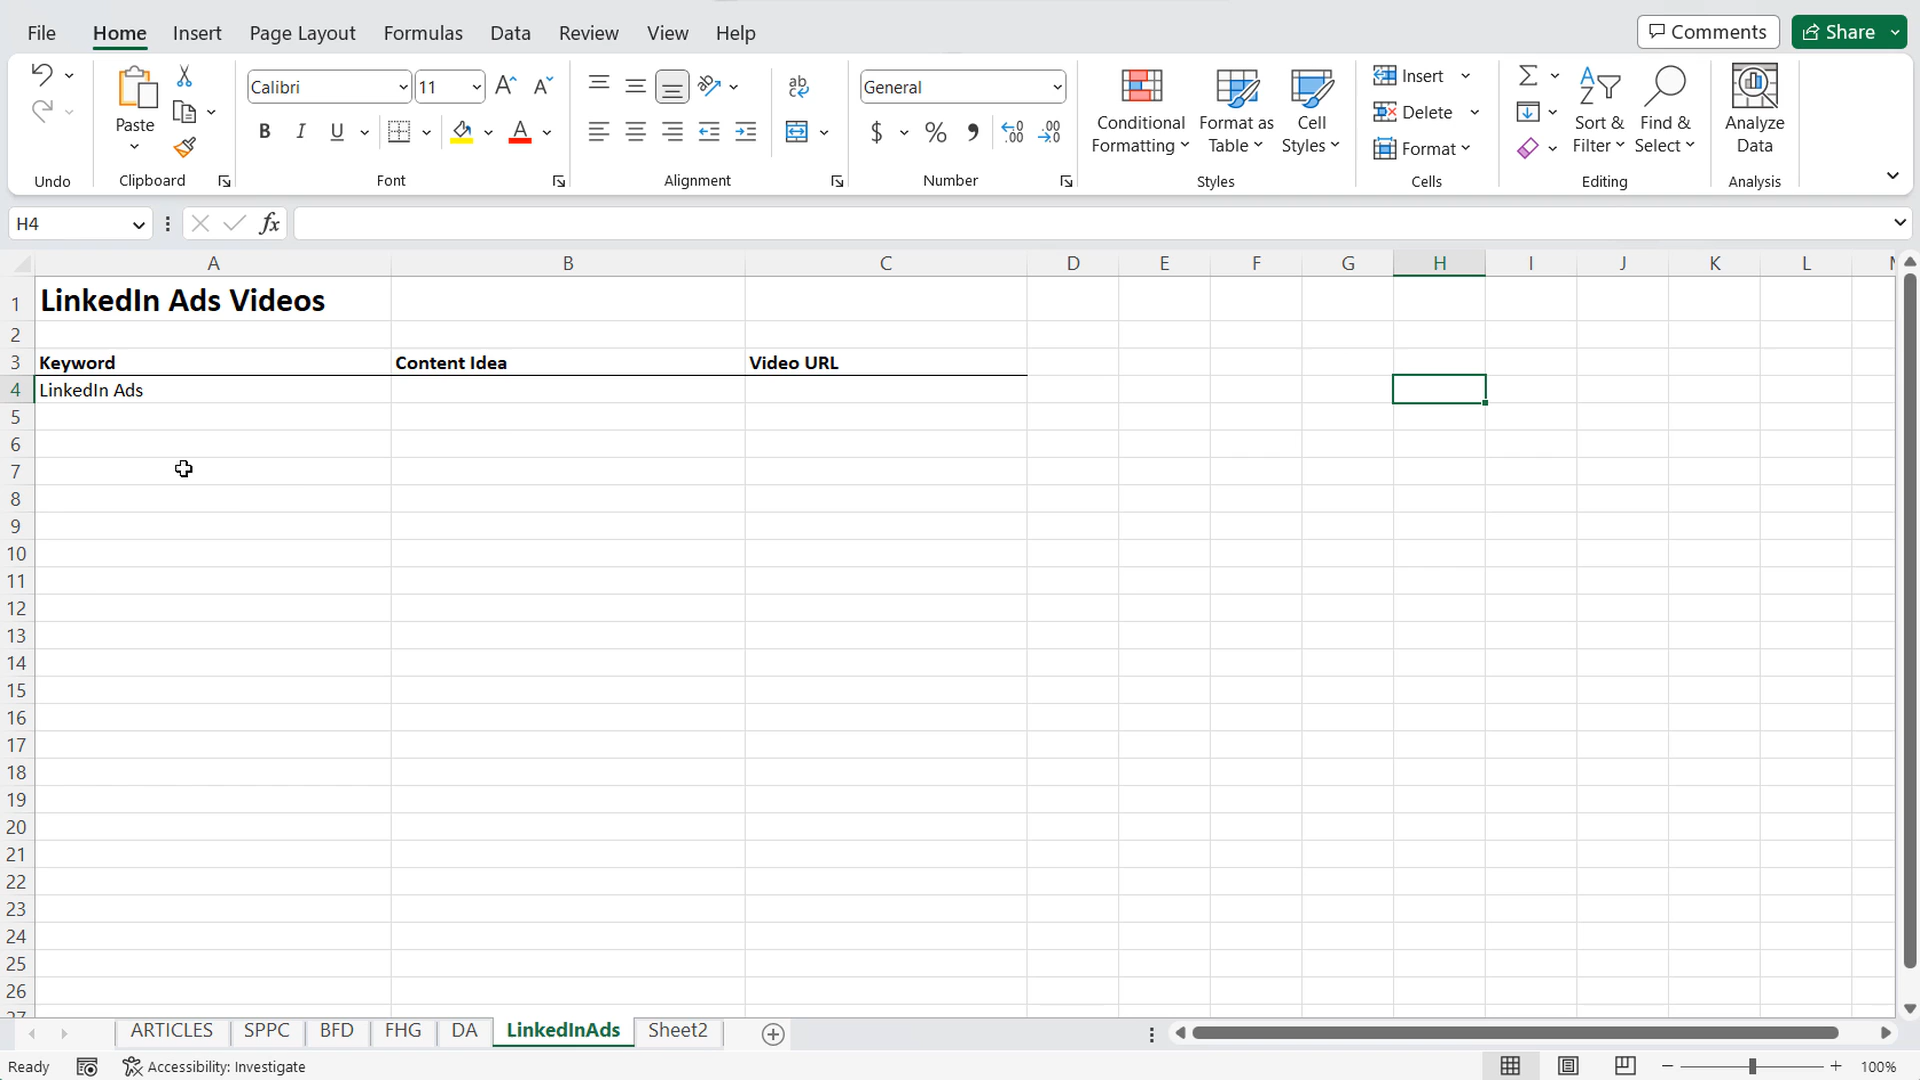 File Home Insert Page Layout Formulas Data Review View Help Comments Share
Calibri 11 General
Paste B I U A $ % Conditional Formatting Format as Table Cell Styles Insert Delete Format Sort & Filter Find & Select Analyze Data
Undo Clipboard Font Alignment Number Styles Cells Editing Analysis
H4 fx
A B C D E F G H I J K L
1 LinkedIn Ads Videos
2
3 Keyword Content Idea Video URL
4 LinkedIn Ads
5
6
7
8
9
10
11
12
13
14
15
16
17
18
19
20
21
22
23
24
25
26
ARTICLES SPPC BFD FHG DA LinkedInAds Sheet2
Ready Accessibility: Investigate 100%